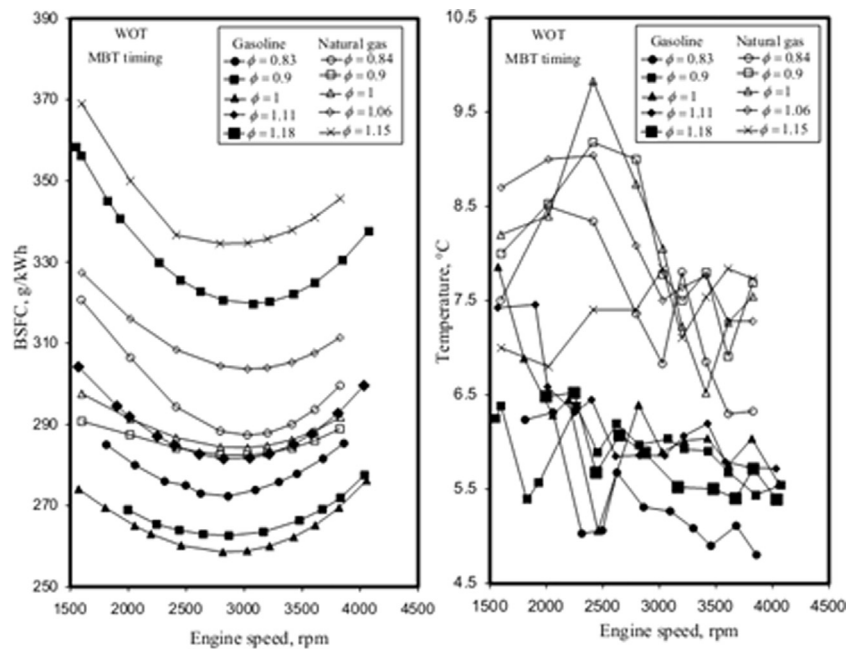 390
370
350
330
310
290
270
250
BSFC, g/kWh
WOT
MBT timing
Gasoline Natural gas
ϕ = 0.83 ϕ = 0.84
ϕ = 0.9 ϕ = 0.9
ϕ = 1 ϕ = 1
ϕ = 1.11 ϕ = 1.06
ϕ = 1.18 ϕ = 1.15
1500 2000 2500 3000 3500 4000 4500
Engine speed, rpm
10.5
9.5
8.5
7.5
6.5
5.5
4.5
Temperature, °C
WOT
MBT timing
Gasoline Natural gas
ϕ = 0.83 ϕ = 0.84
ϕ = 0.9 ϕ = 0.9
ϕ = 1 ϕ = 1
ϕ = 1.11 ϕ = 1.06
ϕ = 1.18 ϕ = 1.15
1500 2000 2500 3000 3500 4000 4500
Engine speed, rpm